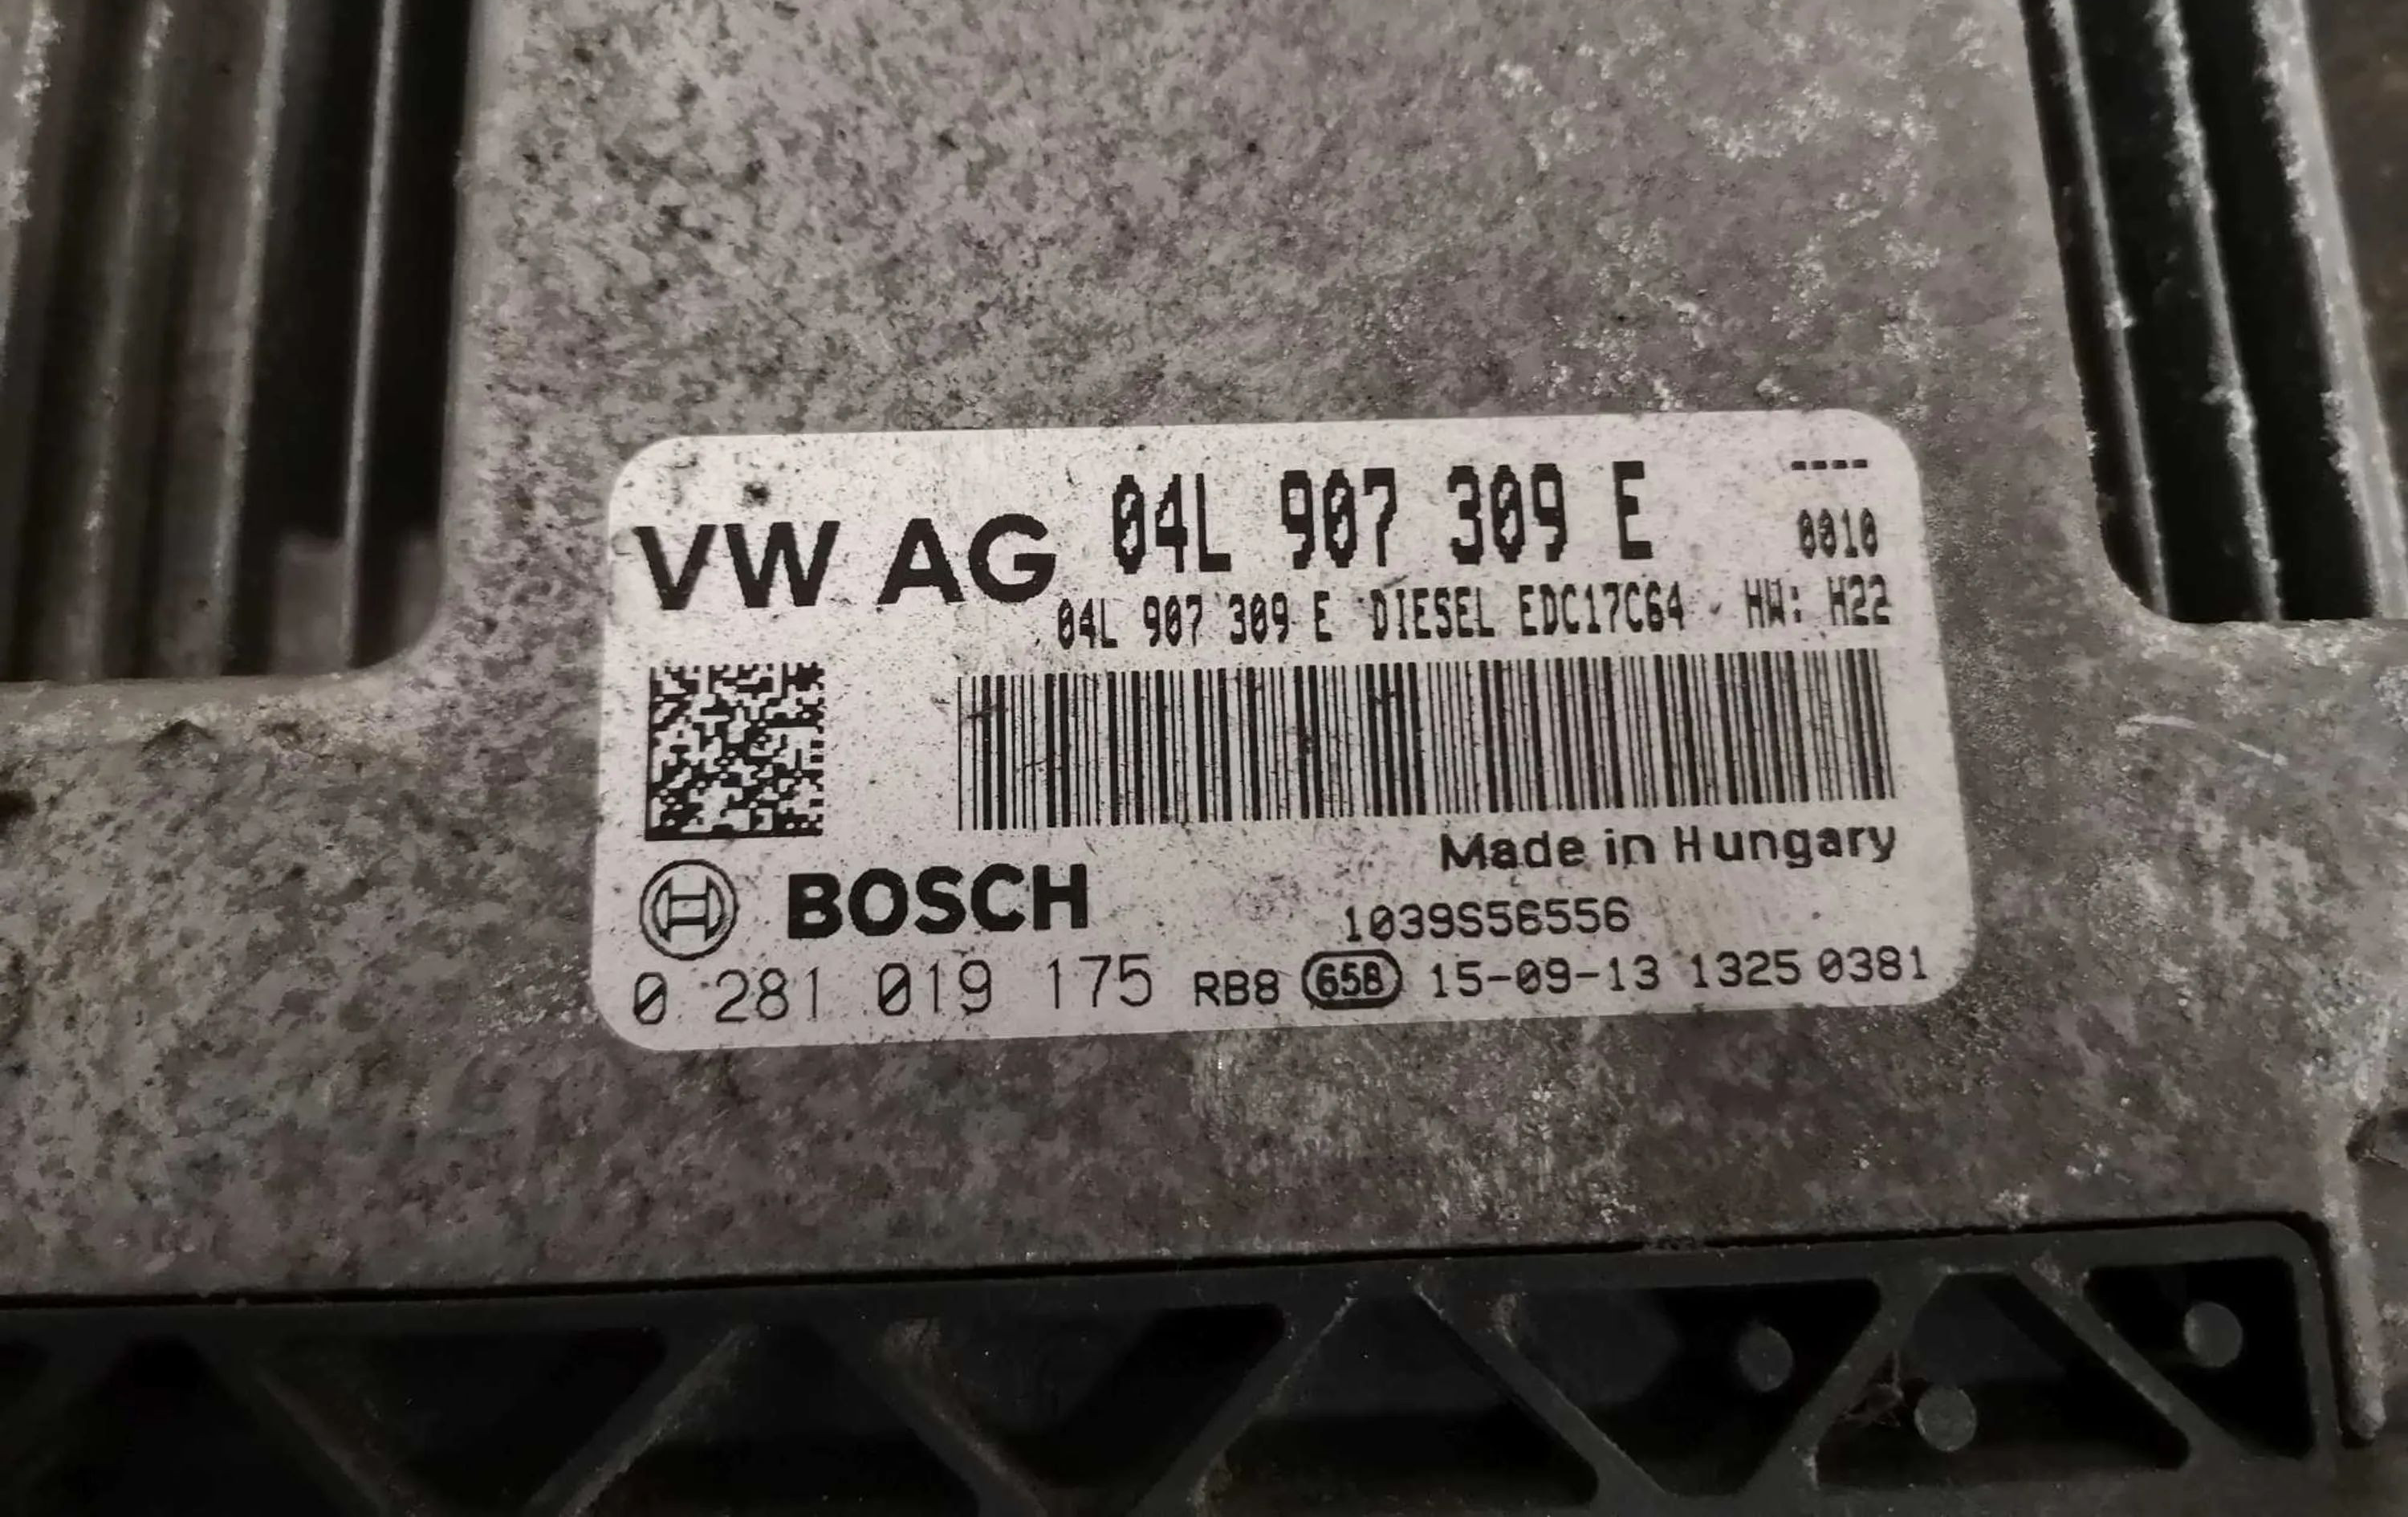 VW AG 04L 907 309 E ----
0010
04L 907 309 E DIESEL EDC17C64 - HW: H22
Made in Hungary
BOSCH 1039S56556
0 281 019 175 RB8 65B 15-09-13 1325 0381